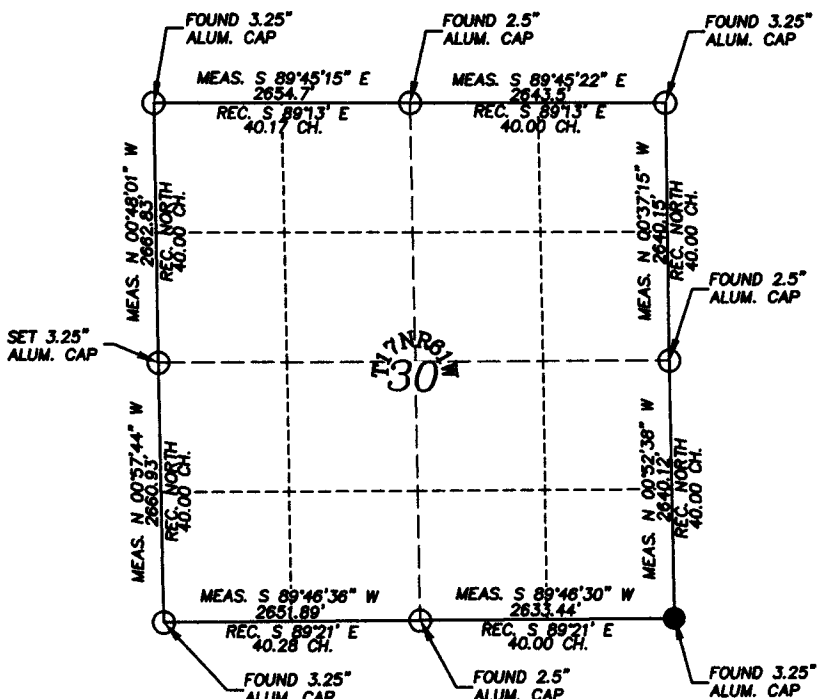 FOUND 3.25"
ALUM. CAP
FOUND 2.5"
ALUM. CAP
FOUND 3.25"
ALUM. CAP
MEAS. S 89°45'15" E
2654.7'
REC. S 89°13' E
40.17 CH.
MEAS. S 89°45'22" E
2643.5'
REC. S 89°13' E
40.00 CH.
MEAS. N 00°48'01" W
2662.83'
REC. NORTH
40.00 CH.
MEAS. N 00°37'15" W
2640.15'
REC. NORTH
40.00 CH.
FOUND 2.5"
ALUM. CAP
SET 3.25"
ALUM. CAP
T17NR61W
30
MEAS. N 00°57'44" W
2660.93'
REC. NORTH
40.00 CH.
MEAS. N 00°52'38" W
2640.12'
REC. NORTH
40.00 CH.
MEAS. S 89°46'36" W
2651.89'
REC. S 89°21' E
40.28 CH.
MEAS. S 89°46'30" W
2633.44'
REC. S 89°21' E
40.00 CH.
FOUND 3.25"
ALUM. CAP
FOUND 2.5"
ALUM. CAP
FOUND 3.25"
ALUM. CAP